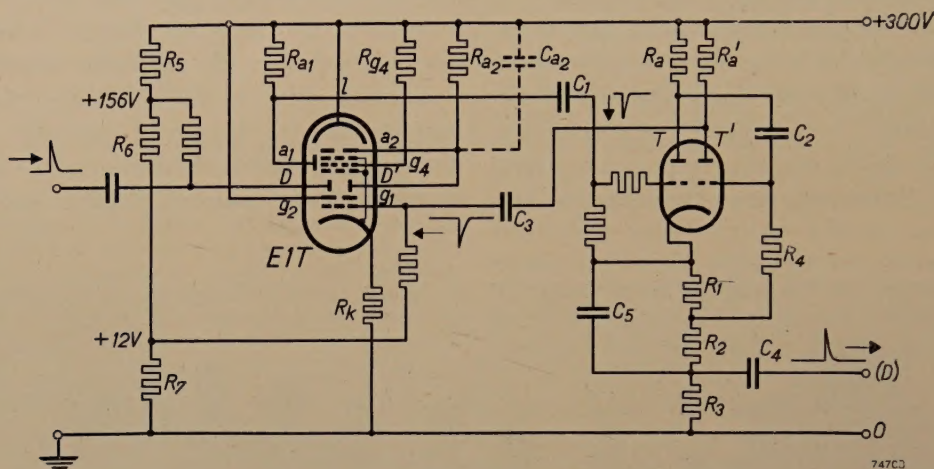 +300V
R5
Ra1
Rg4
Ra2
Ca2
Ra
R'a
+156V
C1
l
R6
T
T'
C2
a1
a2
g4
D
D'
g2
g1
C3
E1T
Rk
R4
R1
C5
+12V
R2
C4
(D)
R7
R3
0
747C3